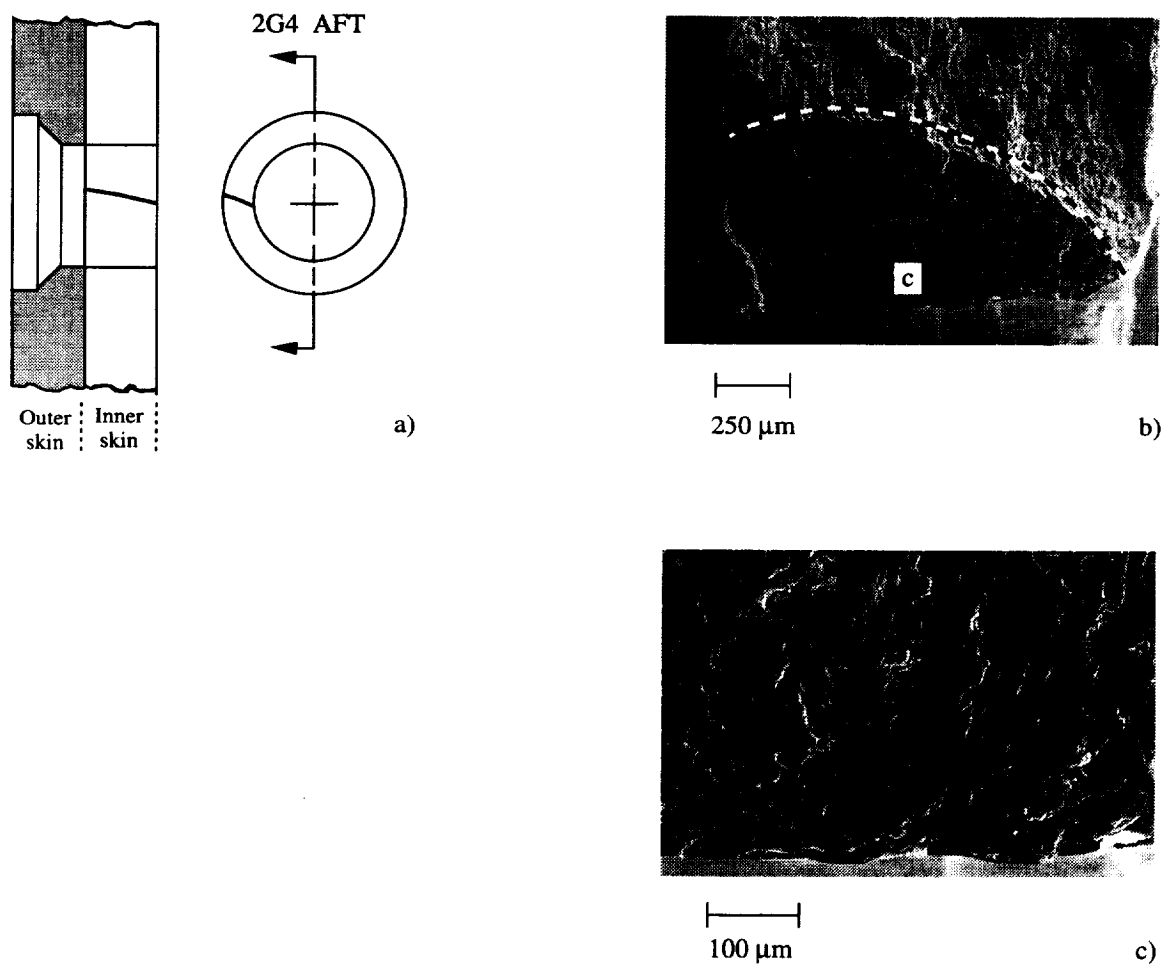 2G4 AFT
Outer skin
Inner skin
a)
c
250 µm
b)
100 µm
c)